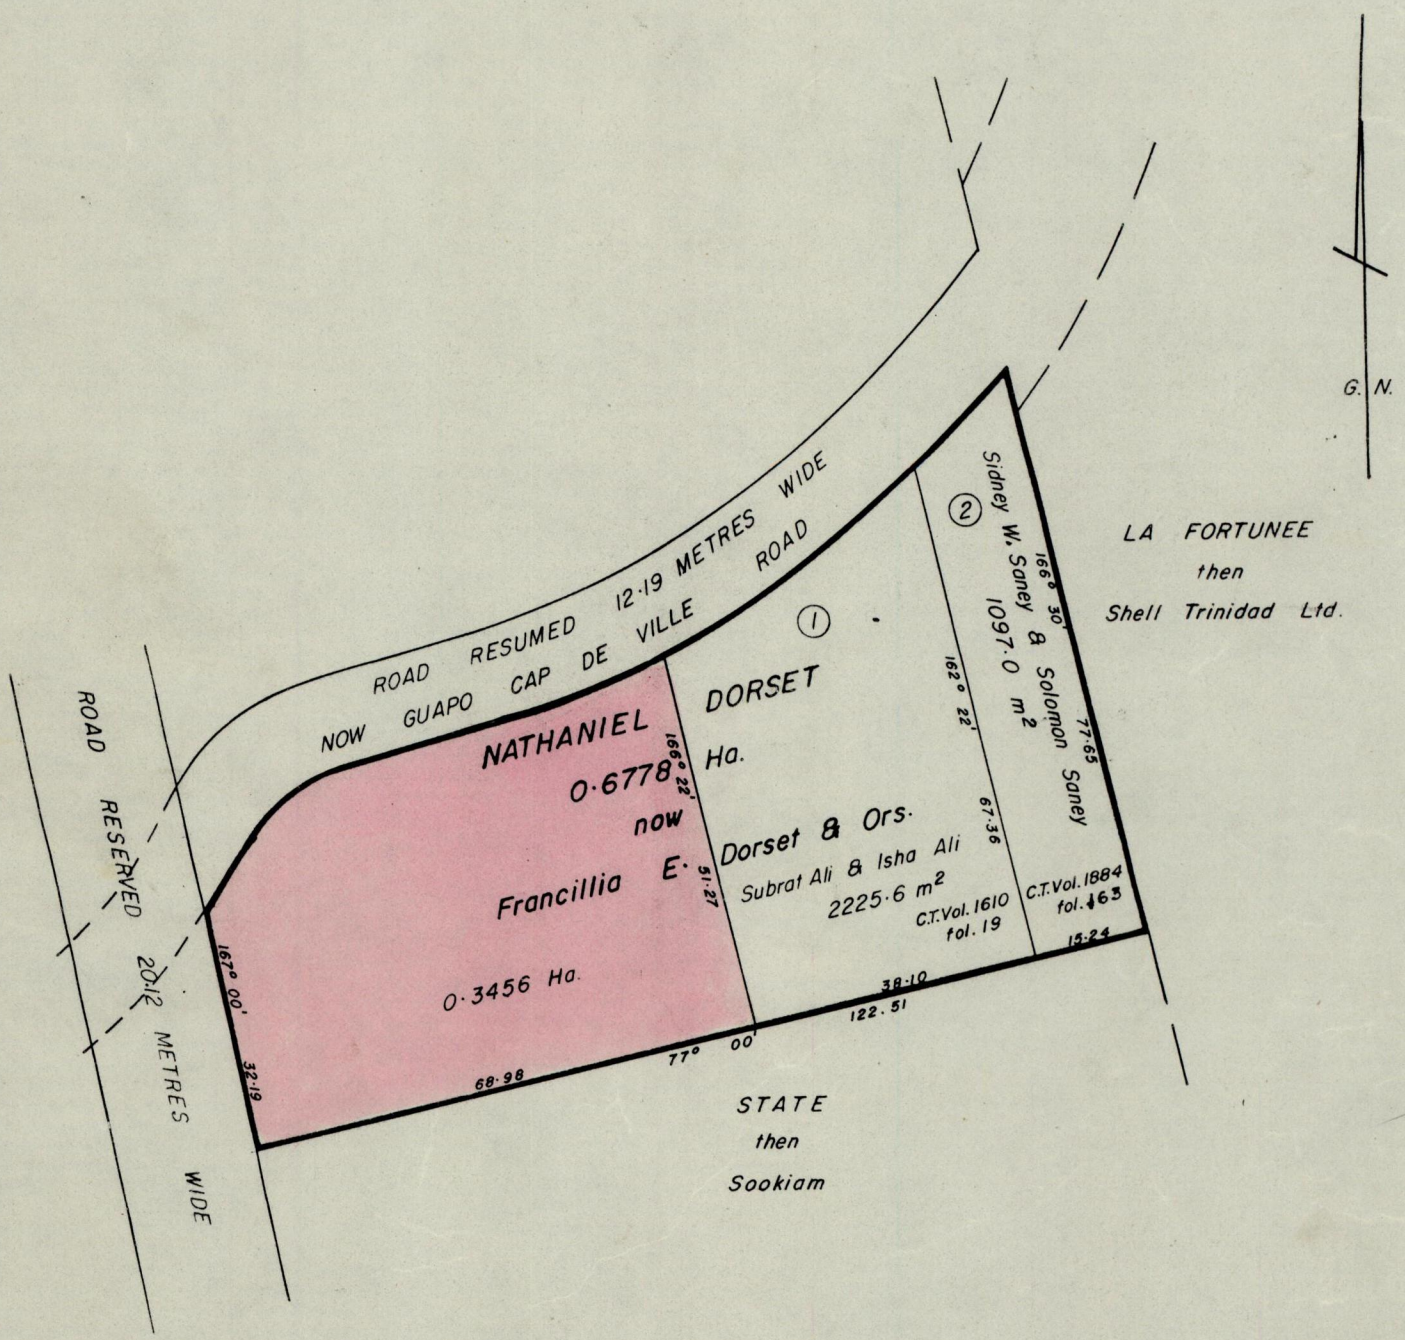 G. N.
ROAD RESUMED 12·19 METRES WIDE
NOW GUAPO CAP DE VILLE ROAD
ROAD RESERVED 20·12 METRES WIDE
LA FORTUNEE
then
Shell Trinidad Ltd.
②
Sidney W. Saney & Solomon Saney
1097·0 m²
166° 30'
77·65
①
NATHANIEL DORSET
0·6778 Ha.
now
Francillia E. Dorset & Ors.
Subrat Ali & Isha Ali
2225·6 m²
C.T.Vol. 1610
fol. 19
C.T.Vol. 1884
fol. 163
166° 22'
51·27
162° 22'
67·36
0·3456 Ha.
167° 00'
32·19
68·98
77° 00'
38·10
122·51
15·24
STATE
then
Sookiam